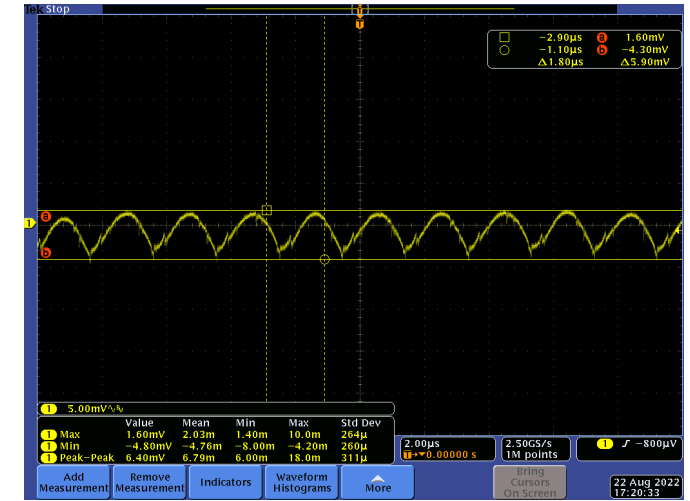 Tek Stop
T
T
-2.90µs a 1.60mV
-1.10µs b -4.30mV
Δ1.80µs Δ5.90mV
a
1
b
1 5.00mV
Value Mean Min Max Std Dev
1 Max 1.60mV 2.03m 1.40m 10.0m 264µ
1 Min -4.80mV -4.76m -8.00m -4.20m 260µ
1 Peak-Peak 6.40mV 6.79m 6.00m 18.0m 311µ
2.00µs
T 0.00000 s
2.50GS/s
1M points
1 -800µV
Add Measurement
Remove Measurement
Indicators
Waveform Histograms
More
Bring Cursors On Screen
22 Aug 2022
17:20:33